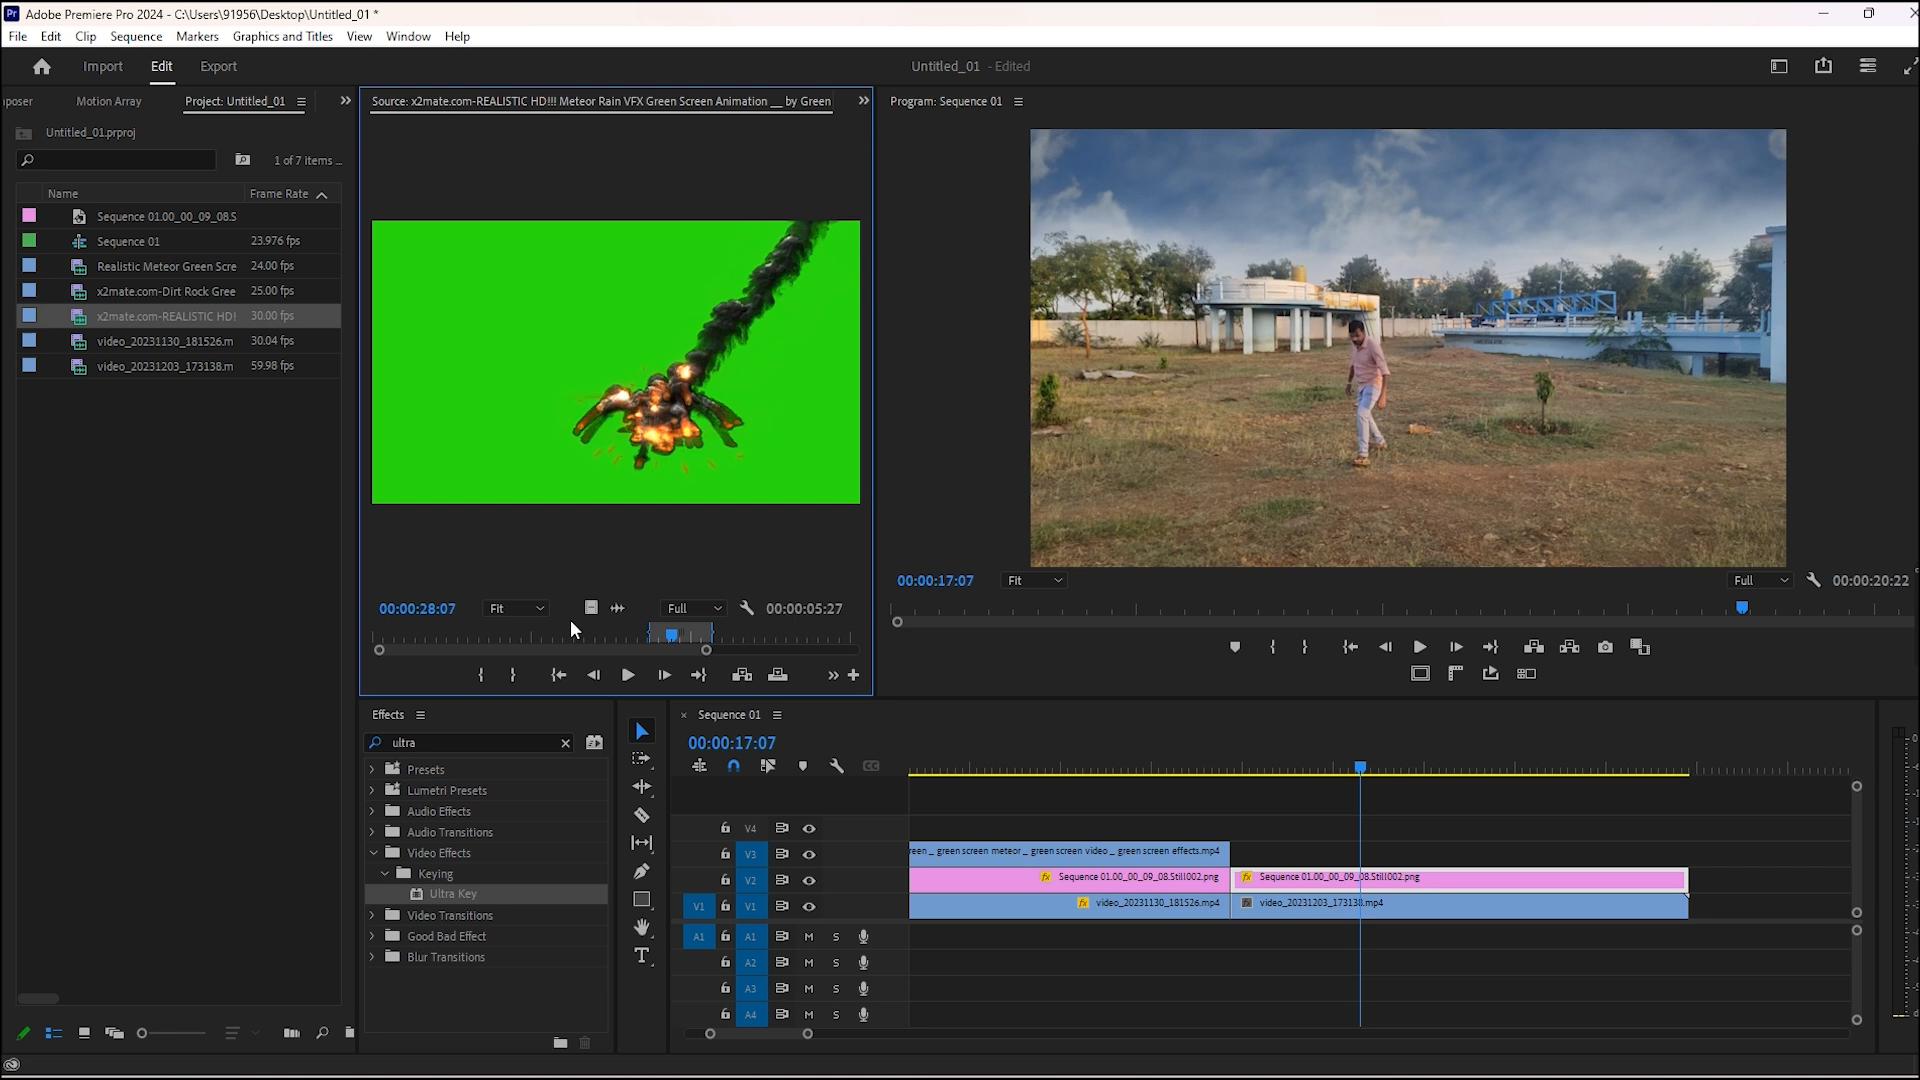 Adobe Premiere Pro 2024 - C:\Users\91956\Desktop\Untitled_01 *
File Edit Clip Sequence Markers Graphics and Titles View Window Help
Import Edit Export
Untitled_01 - Edited
Motion Array
Project: Untitled_01
Source: x2mate.com-REALISTIC HD!!! Meteor Rain VFX Green Screen Animation __ by Green
Program: Sequence 01
Untitled_01.prproj
1 of 7 items ...
Name Frame Rate
Sequence 01.00_00_09_08.S
Sequence 01 23.976 fps
Realistic Meteor Green Scre 24.00 fps
x2mate.com-Dirt Rock Gree 25.00 fps
x2mate.com-REALISTIC HD! 30.00 fps
video_20231130_181526.m 30.04 fps
video_20231203_173138.m 59.98 fps
00:00:28:07 Fit Full 00:00:05:27
00:00:17:07 Fit Full 00:00:20:22
Effects
ultra
Presets
Lumetri Presets
Audio Effects
Audio Transitions
Video Effects
Keying
Ultra Key
Video Transitions
Good Bad Effect
Blur Transitions
Sequence 01
00:00:17:07
V4
V3 reen _ green screen meteor _ green screen video _ green screen effects.mp4
V2 fx Sequence 01.00_00_09_08.Still002.png fx Sequence 01.00_00_09_08.Still002.png
V1 V1 fx video_20231130_181526.mp4 fx video_20231203_173138.mp4
A1 A1 M S
A2 M S
A3 M S
A4 M S